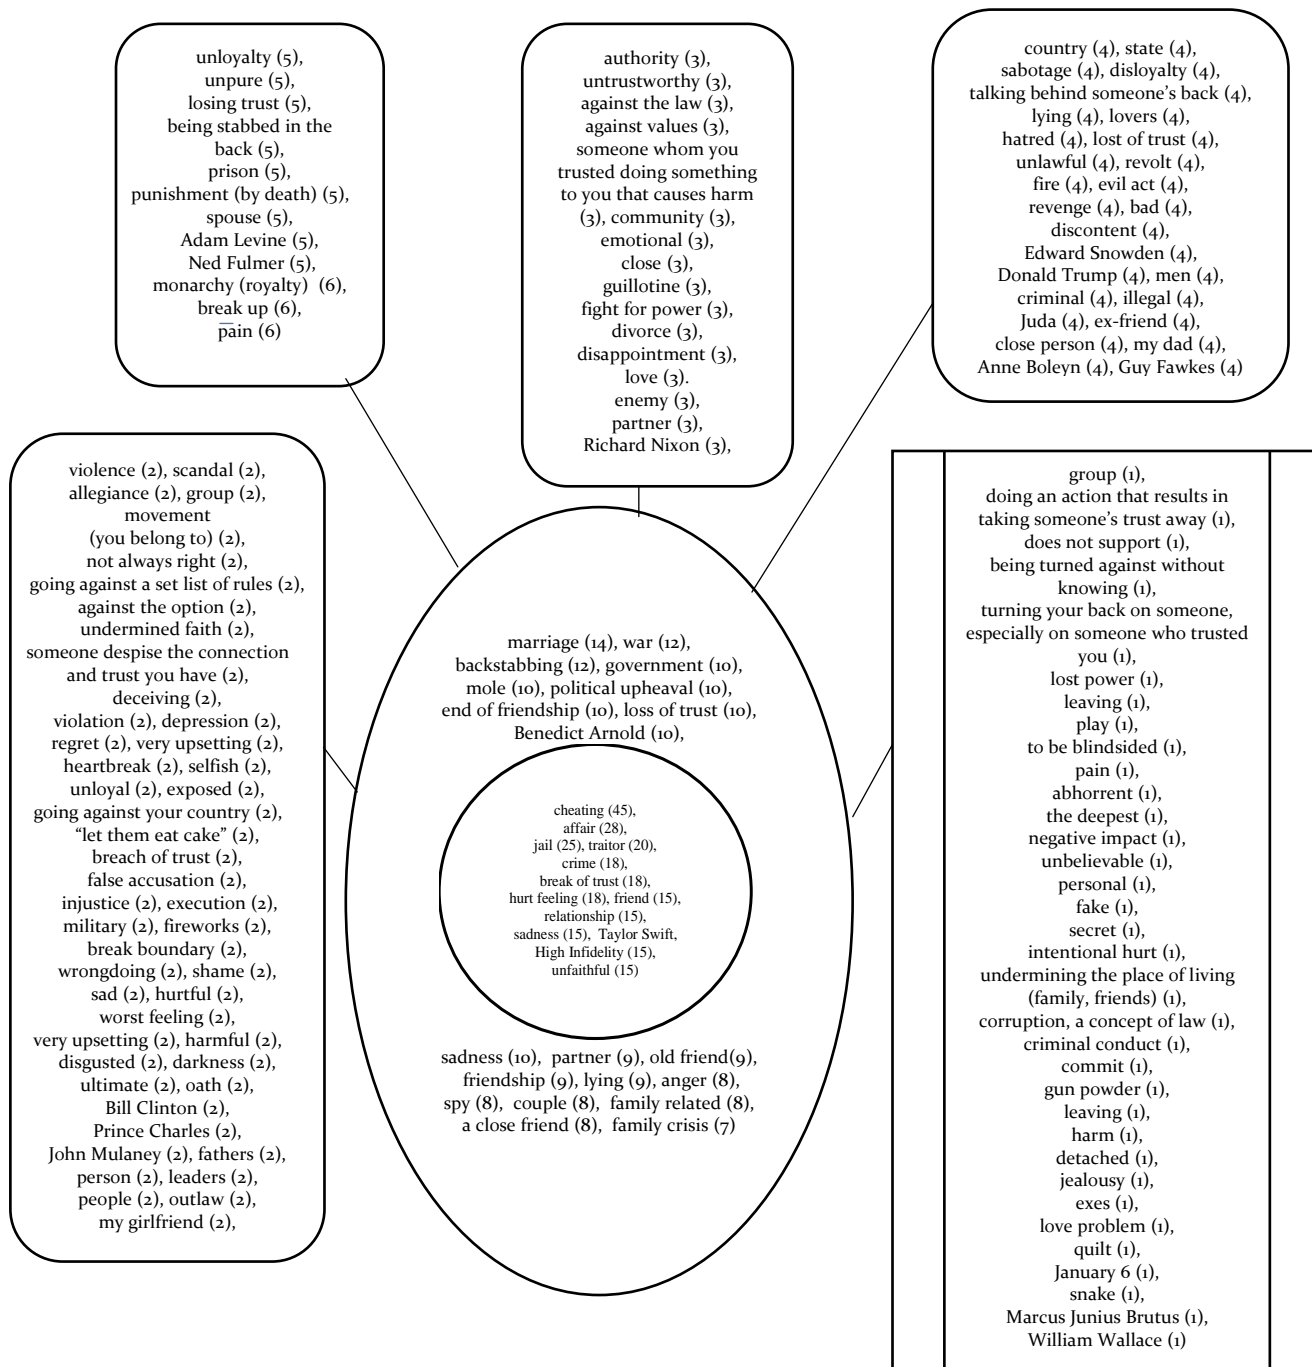 unloyalty (5),
unpure (5),
losing trust (5),
being stabbed in the
back (5),
prison (5),
punishment (by death) (5),
spouse (5),
Adam Levine (5),
Ned Fulmer (5),
monarchy (royalty) (6),
break up (6),
pain (6)
authority (3),
untrustworthy (3),
against the law (3),
against values (3),
someone whom you
trusted doing something
to you that causes harm
(3), community (3),
emotional (3),
close (3),
guillotine (3),
fight for power (3),
divorce (3),
disappointment (3),
love (3).
enemy (3),
partner (3),
Richard Nixon (3),
country (4), state (4),
sabotage (4), disloyalty (4),
talking behind someone's back (4),
lying (4), lovers (4),
hatred (4), lost of trust (4),
unlawful (4), revolt (4),
fire (4), evil act (4),
revenge (4), bad (4),
discontent (4),
Edward Snowden (4),
Donald Trump (4), men (4),
criminal (4), illegal (4),
Juda (4), ex-friend (4),
close person (4), my dad (4),
Anne Boleyn (4), Guy Fawkes (4)
violence (2), scandal (2),
allegiance (2), group (2),
movement
(you belong to) (2),
not always right (2),
going against a set list of rules (2),
against the option (2),
undermined faith (2),
someone despise the connection
and trust you have (2),
deceiving (2),
violation (2), depression (2),
regret (2), very upsetting (2),
heartbreak (2), selfish (2),
unloyal (2), exposed (2),
going against your country (2),
“let them eat cake” (2),
breach of trust (2),
false accusation (2),
injustice (2), execution (2),
military (2), fireworks (2),
break boundary (2),
wrongdoing (2), shame (2),
sad (2), hurtful (2),
worst feeling (2),
very upsetting (2), harmful (2),
disgusted (2), darkness (2),
ultimate (2), oath (2),
Bill Clinton (2),
Prince Charles (2),
John Mulaney (2), fathers (2),
person (2), leaders (2),
people (2), outlaw (2),
my girlfriend (2),
marriage (14), war (12),
backstabbing (12), government (10),
mole (10), political upheaval (10),
end of friendship (10), loss of trust (10),
Benedict Arnold (10),
cheating (45),
affair (28),
jail (25), traitor (20),
crime (18),
break of trust (18),
hurt feeling (18), friend (15),
relationship (15),
sadness (15), Taylor Swift,
High Infidelity (15),
unfaithful (15)
sadness (10), partner (9), old friend(9),
friendship (9), lying (9), anger (8),
spy (8), couple (8), family related (8),
a close friend (8), family crisis (7)
group (1),
doing an action that results in
taking someone's trust away (1),
does not support (1),
being turned against without
knowing (1),
turning your back on someone,
especially on someone who trusted
you (1),
lost power (1),
leaving (1),
play (1),
to be blindsided (1),
pain (1),
abhorrent (1),
the deepest (1),
negative impact (1),
unbelievable (1),
personal (1),
fake (1),
secret (1),
intentional hurt (1),
undermining the place of living
(family, friends) (1),
corruption, a concept of law (1),
criminal conduct (1),
commit (1),
gun powder (1),
leaving (1),
harm (1),
detached (1),
jealousy (1),
exes (1),
love problem (1),
quilt (1),
January 6 (1),
snake (1),
Marcus Junius Brutus (1),
William Wallace (1)